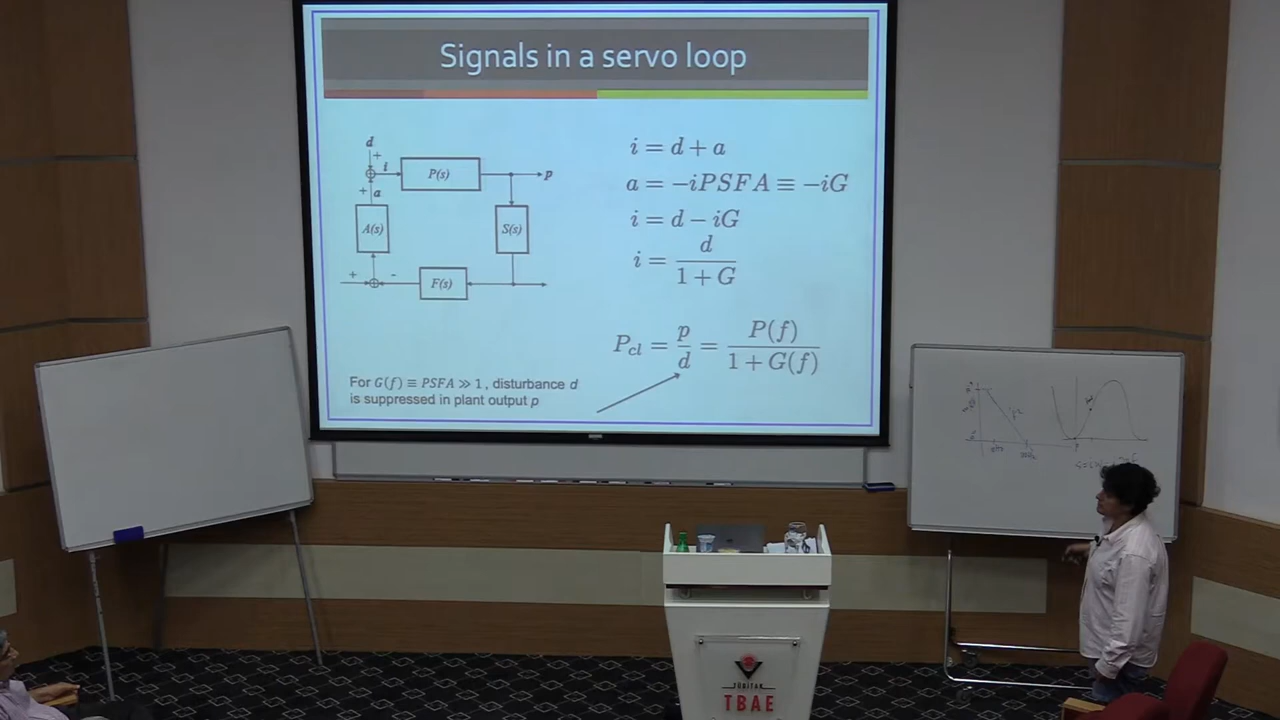 Signals in a servo loop
d
+
i
P(s)
p
+
a
A(s)
S(s)
+
-
F(s)
i = d + a
a = −iPSFA ≡ −iG
i = d − iG
i = d / 1 + G
P_cl = p / d = P(f) / 1 + G(f)
For G(f) ≡ PSFA ≫ 1, disturbance d
is suppressed in plant output p
TÜBİTAK
TBAE